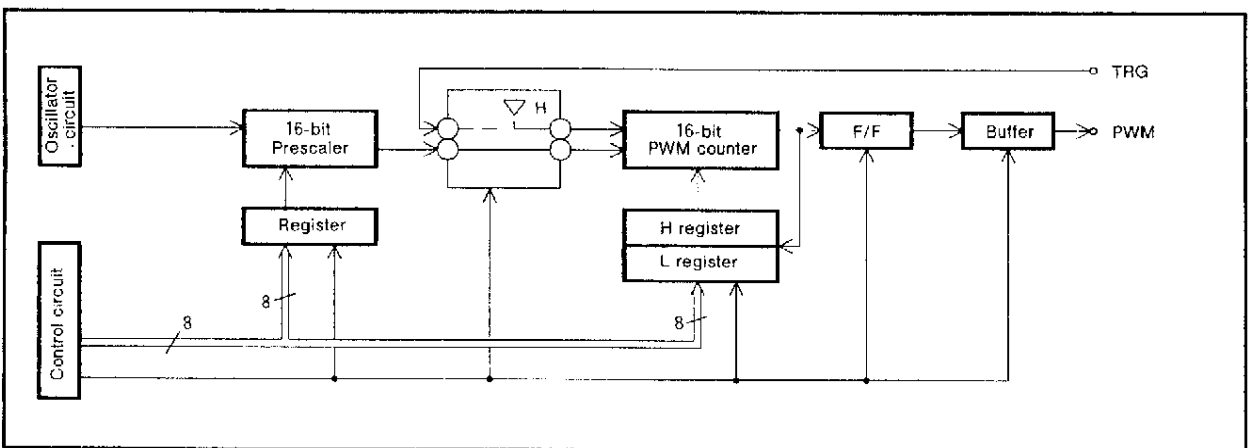 TRG
Oscillator
circuit
16-bit
Prescaler
H
16-bit
PWM counter
F/F
Buffer
PWM
Register
H register
L register
Control circuit
8
8
8